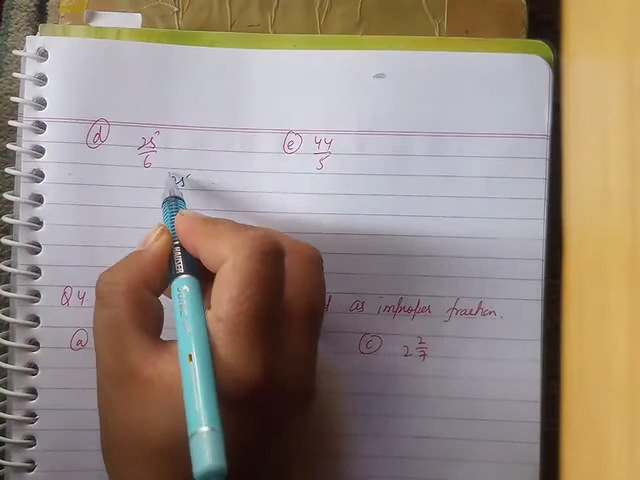 (d) 25/6 (e) 44/5
25
Q4. as improper fraction.
(a) (c) 2 2/7